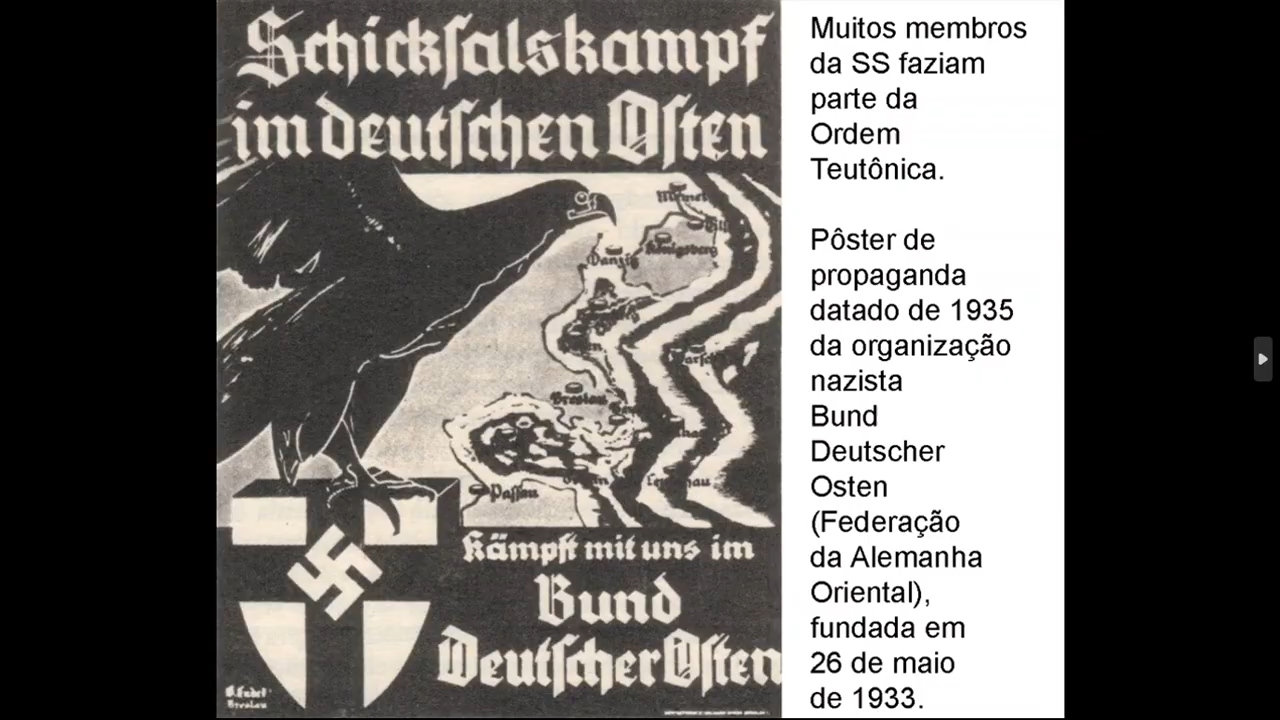 Schicksalskampf
im deutschen Osten
Memel
Königsberg
Danzig
Breslau
Passau
Kämpft mit uns im
Bund
Deutscher Osten
Breslau
Muitos membros
da SS faziam
parte da
Ordem
Teutônica.
Pôster de
propaganda
datado de 1935
da organização
nazista
Bund
Deutscher
Osten
(Federação
da Alemanha
Oriental),
fundada em
26 de maio
de 1933.